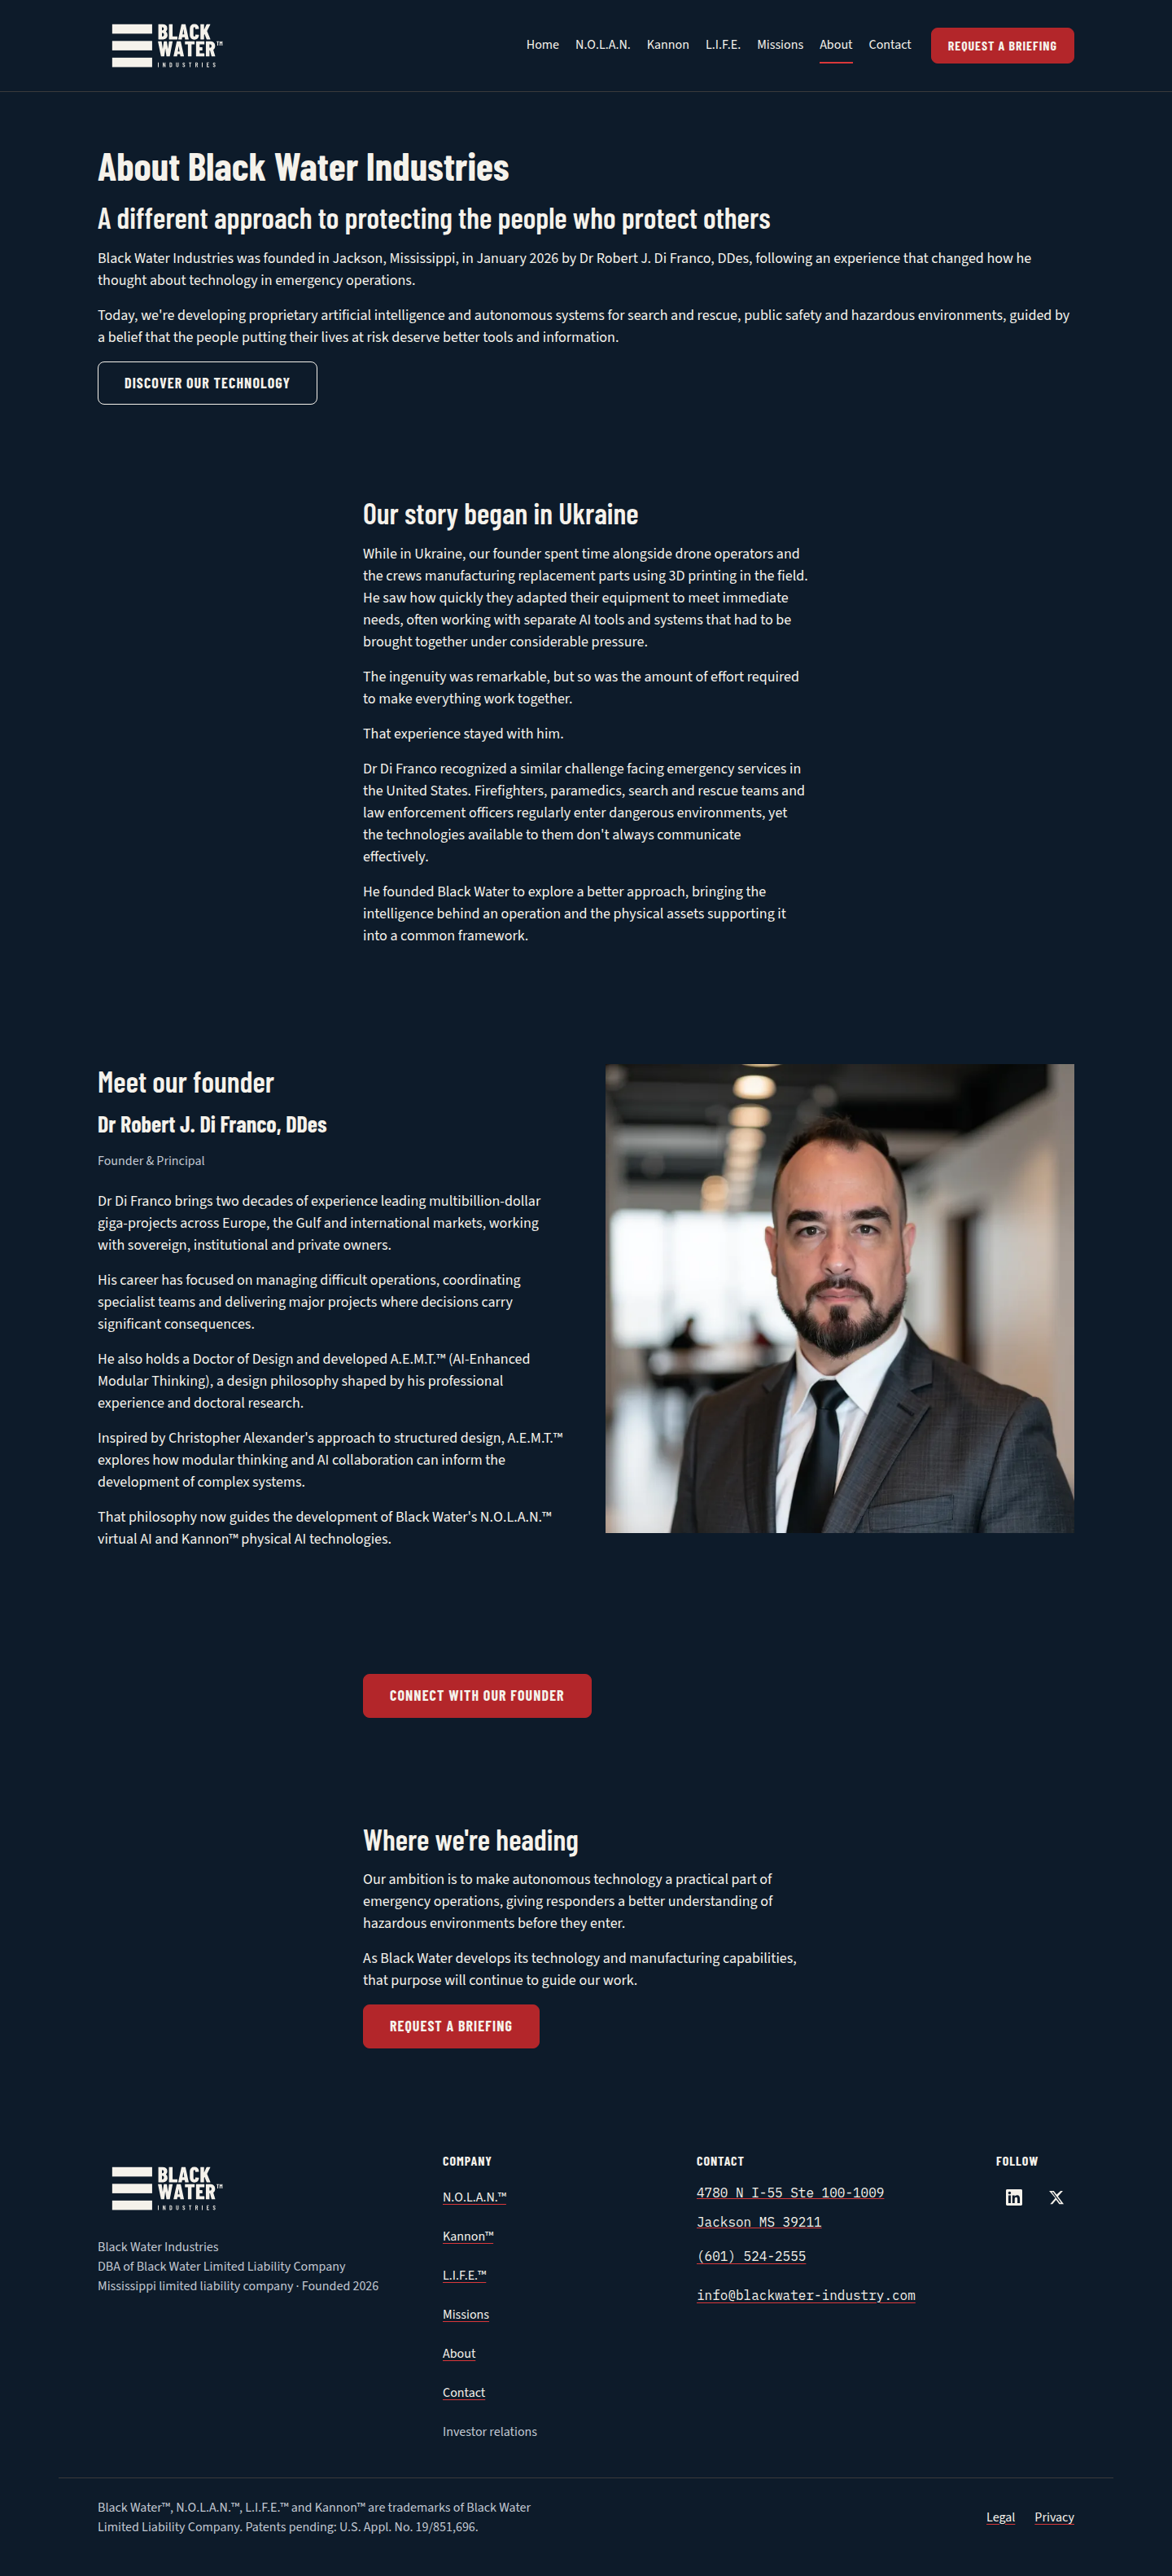 BLACK
WATER™
INDUSTRIES
Home N.O.L.A.N. Kannon L.I.F.E. Missions About Contact REQUEST A BRIEFING
About Black Water Industries
A different approach to protecting the people who protect others
Black Water Industries was founded in Jackson, Mississippi, in January 2026 by Dr Robert J. Di Franco, DDes, following an experience that changed how he
thought about technology in emergency operations.
Today, we're developing proprietary artificial intelligence and autonomous systems for search and rescue, public safety and hazardous environments, guided by
a belief that the people putting their lives at risk deserve better tools and information.
DISCOVER OUR TECHNOLOGY
Our story began in Ukraine
While in Ukraine, our founder spent time alongside drone operators and
the crews manufacturing replacement parts using 3D printing in the field.
He saw how quickly they adapted their equipment to meet immediate
needs, often working with separate AI tools and systems that had to be
brought together under considerable pressure.
The ingenuity was remarkable, but so was the amount of effort required
to make everything work together.
That experience stayed with him.
Dr Di Franco recognized a similar challenge facing emergency services in
the United States. Firefighters, paramedics, search and rescue teams and
law enforcement officers regularly enter dangerous environments, yet
the technologies available to them don't always communicate
effectively.
He founded Black Water to explore a better approach, bringing the
intelligence behind an operation and the physical assets supporting it
into a common framework.
Meet our founder
Dr Robert J. Di Franco, DDes
Founder & Principal
Dr Di Franco brings two decades of experience leading multibillion-dollar
giga-projects across Europe, the Gulf and international markets, working
with sovereign, institutional and private owners.
His career has focused on managing difficult operations, coordinating
specialist teams and delivering major projects where decisions carry
significant consequences.
He also holds a Doctor of Design and developed A.E.M.T.™ (AI-Enhanced
Modular Thinking), a design philosophy shaped by his professional
experience and doctoral research.
Inspired by Christopher Alexander's approach to structured design, A.E.M.T.™
explores how modular thinking and AI collaboration can inform the
development of complex systems.
That philosophy now guides the development of Black Water's N.O.L.A.N.™
virtual AI and Kannon™ physical AI technologies.
CONNECT WITH OUR FOUNDER
Where we're heading
Our ambition is to make autonomous technology a practical part of
emergency operations, giving responders a better understanding of
hazardous environments before they enter.
As Black Water develops its technology and manufacturing capabilities,
that purpose will continue to guide our work.
REQUEST A BRIEFING
BLACK
WATER™
INDUSTRIES
Black Water Industries
DBA of Black Water Limited Liability Company
Mississippi limited liability company · Founded 2026
COMPANY
N.O.L.A.N.™
Kannon™
L.I.F.E.™
Missions
About
Contact
Investor relations
CONTACT
4780 N I-55 Ste 100-1009
Jackson MS 39211
(601) 524-2555
info@blackwater-industry.com
FOLLOW
Black Water™, N.O.L.A.N.™, L.I.F.E.™ and Kannon™ are trademarks of Black Water
Limited Liability Company. Patents pending: U.S. Appl. No. 19/851,696.
Legal Privacy